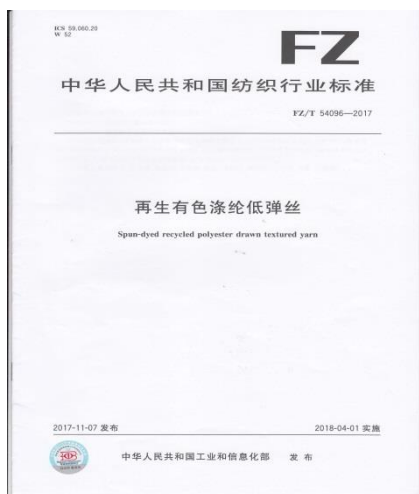 ICS 59.060.20
W 52
FZ
中华人民共和国纺织行业标准
FZ/T 54096—2017
再生有色涤纶低弹丝
Spun-dyed recycled polyester drawn textured yarn
2017-11-07 发布
2018-04-01 实施
中华人民共和国工业和信息化部 发布